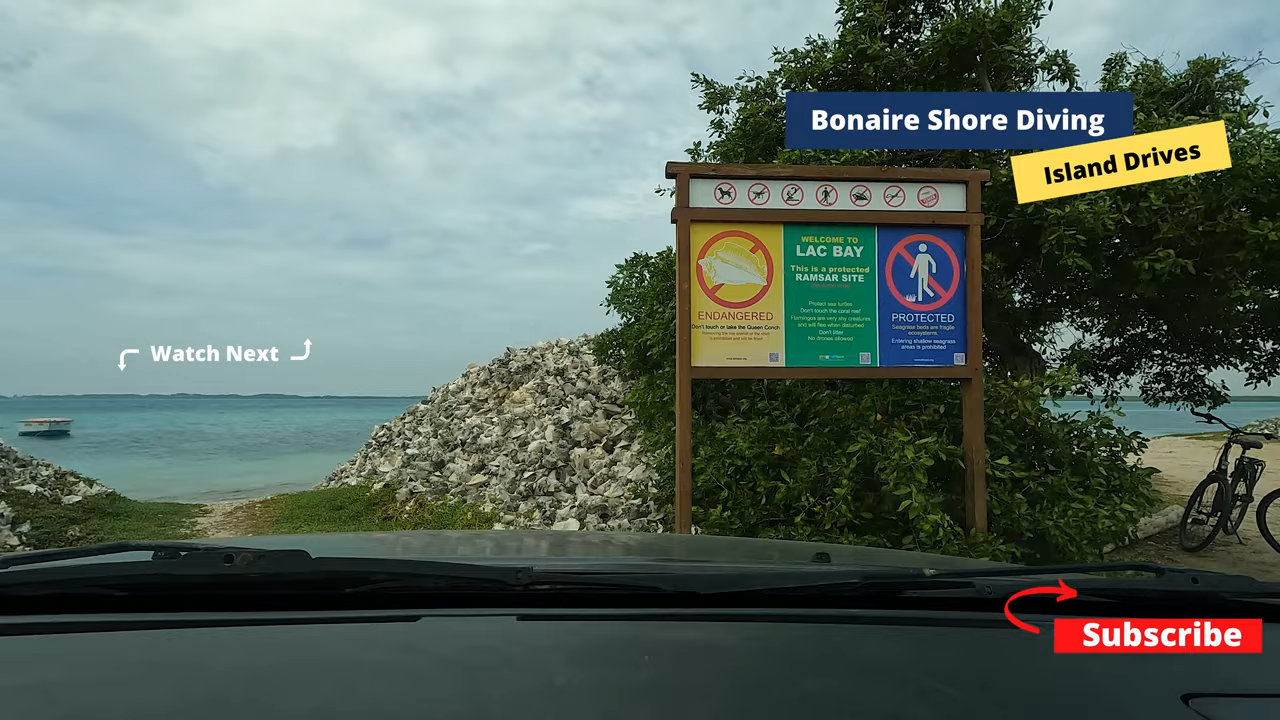 Bonaire Shore Diving
Island Drives
WELCOME TO
LAC BAY
This is a protected
RAMSAR SITE
Protect sea turtles
Don't touch the coral reef
Flamingos are very shy creatures
and will flee when disturbed
Don't litter
No drones allowed
ENDANGERED
Don't touch or take the Queen Conch
PROTECTED
Seagrass beds are fragile
ecosystems.
Entering shallow seagrass
areas is prohibited
Watch Next
Subscribe